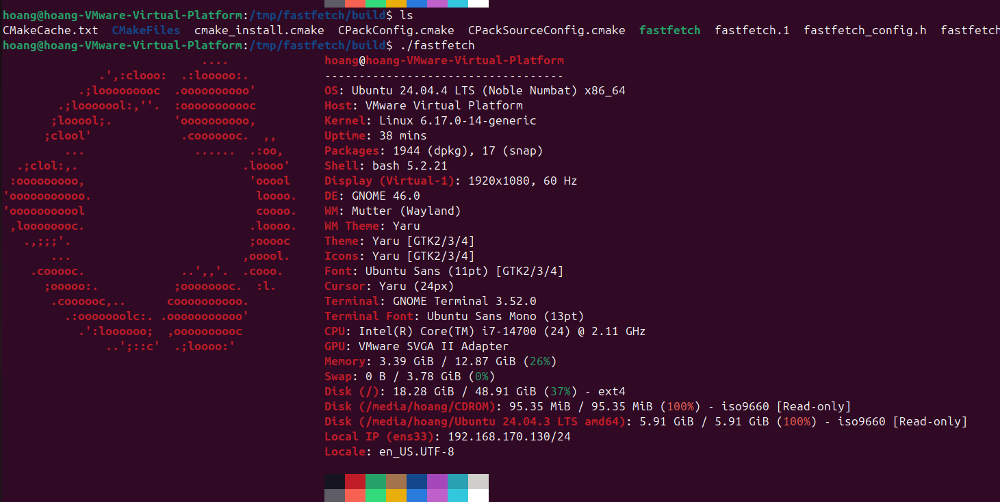 hoang@hoang-VMware-Virtual-Platform:/tmp/fastfetch/build$ ls
CMakeCache.txt  CMakeFiles  cmake_install.cmake  CPackConfig.cmake  CPackSourceConfig.cmake  fastfetch  fastfetch.1  fastfetch_config.h  fastfetch
hoang@hoang-VMware-Virtual-Platform:/tmp/fastfetch/build$ ./fastfetch
                             ....              hoang@hoang-VMware-Virtual-Platform
              .',:clooo:  .:looooo:.           -----------------------------------
           .;looooooooc  .oooooooooo'          OS: Ubuntu 24.04.4 LTS (Noble Numbat) x86_64
        .;looooool:,''.  :ooooooooooc          Host: VMware Virtual Platform
       ;looool;.         'oooooooooo,          Kernel: Linux 6.17.0-14-generic
      ;clool'             .cooooooc.  ,,       Uptime: 38 mins
         ...                ......  .:oo,      Packages: 1944 (dpkg), 17 (snap)
  .;clol:,.                        .loooo'     Shell: bash 5.2.21
 :ooooooooo,                        'ooool     Display (Virtual-1): 1920x1080, 60 Hz
'ooooooooooo.                        loooo.    DE: GNOME 46.0
'ooooooooool                         coooo.    WM: Mutter (Wayland)
 ,loooooooc.                        .loooo.    WM Theme: Yaru
   .,;;;'.                          ;ooooc     Theme: Yaru [GTK2/3/4]
       ...                         ,ooool.     Icons: Yaru [GTK2/3/4]
    .cooooc.              ..',,'.  .cooo.      Font: Ubuntu Sans (11pt) [GTK2/3/4]
      ;ooooo:.           ;oooooooc.  :l.       Cursor: Yaru (24px)
       .coooooc,..      coooooooooo.           Terminal: GNOME Terminal 3.52.0
         .:ooooooolc:. .ooooooooooo'           Terminal Font: Ubuntu Sans Mono (13pt)
           .':loooooo;  ,oooooooooc            CPU: Intel(R) Core(TM) i7-14700 (24) @ 2.11 GHz
               ..';::c'  .;loooo:'             GPU: VMware SVGA II Adapter
Memory: 3.39 GiB / 12.87 GiB (26%)
Swap: 0 B / 3.78 GiB (0%)
Disk (/): 18.28 GiB / 48.91 GiB (37%) - ext4
Disk (/media/hoang/CDROM): 95.35 MiB / 95.35 MiB (100%) - iso9660 [Read-only]
Disk (/media/hoang/Ubuntu 24.04.3 LTS amd64): 5.91 GiB / 5.91 GiB (100%) - iso9660 [Read-only]
Local IP (ens33): 192.168.170.130/24
Locale: en_US.UTF-8